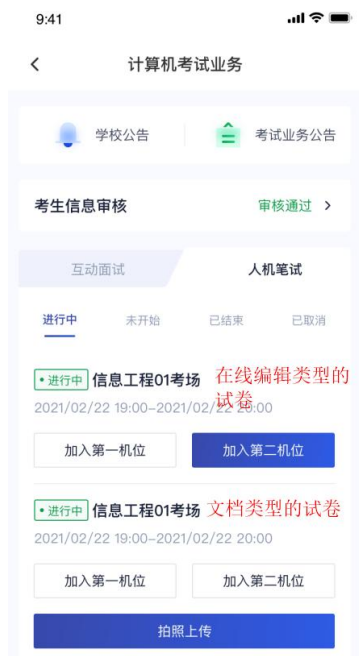 9:41
计算机考试业务
学校公告 考试业务公告
考生信息审核 审核通过
互动面试 人机笔试
进行中 未开始 已结束 已取消
进行中 信息工程01考场 在线编辑类型的
试卷
2021/02/22 19:00-2021/02/22 20:00
加入第一机位 加入第二机位
进行中 信息工程01考场 文档类型的试卷
2021/02/22 19:00-2021/02/22 20:00
加入第一机位 加入第二机位
拍照上传